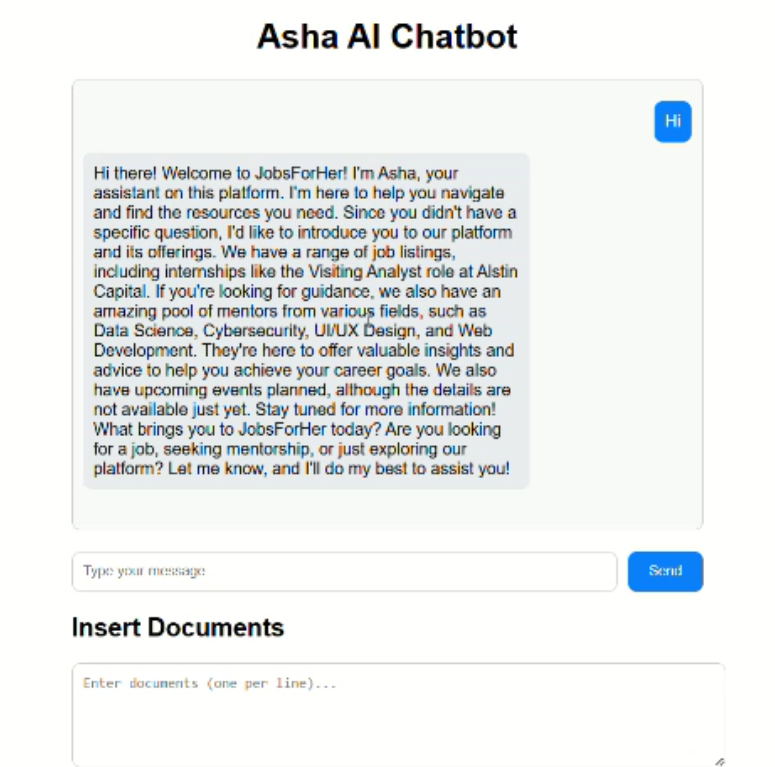 Asha AI Chatbot
Hi
Hi there! Welcome to JobsForHer! I'm Asha, your
assistant on this platform. I'm here to help you navigate
and find the resources you need. Since you didn't have a
specific question, I'd like to introduce you to our platform
and its offerings. We have a range of job listings,
including internships like the Visiting Analyst role at Alstin
Capital. If you're looking for guidance, we also have an
amazing pool of mentors from various fields, such as
Data Science, Cybersecurity, UI/UX Design, and Web
Development. They're here to offer valuable insights and
advice to help you achieve your career goals. We also
have upcoming events planned, although the details are
not available just yet. Stay tuned for more information!
What brings you to JobsForHer today? Are you looking
for a job, seeking mentorship, or just exploring our
platform? Let me know, and I'll do my best to assist you!
Type your message
Send
Insert Documents
Enter documents (one per line)...